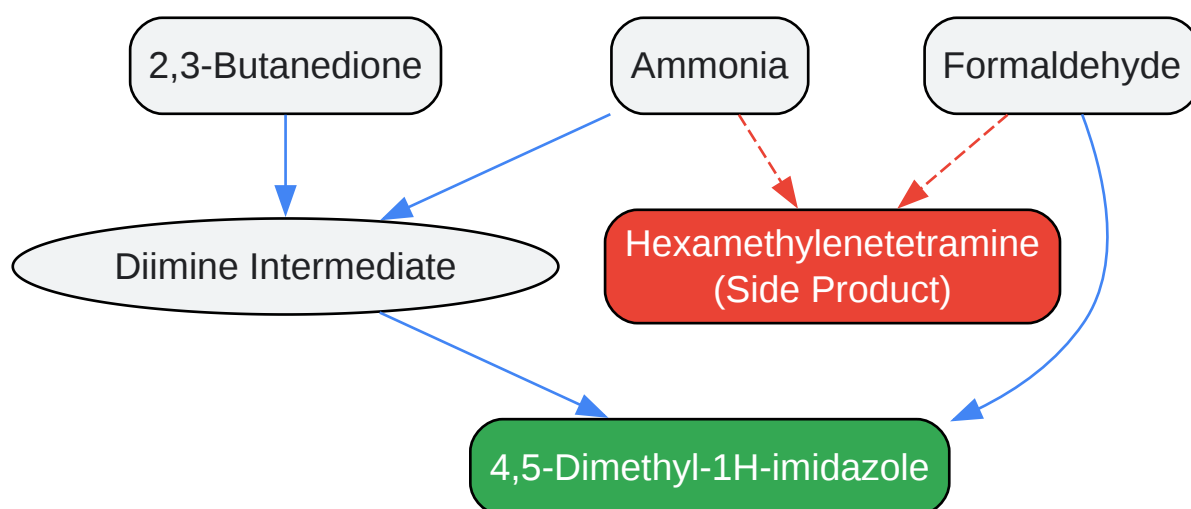 2,3-Butanedione
Ammonia
Formaldehyde
Diimine Intermediate
Hexamethylenetetramine
(Side Product)
4,5-Dimethyl-1H-imidazole